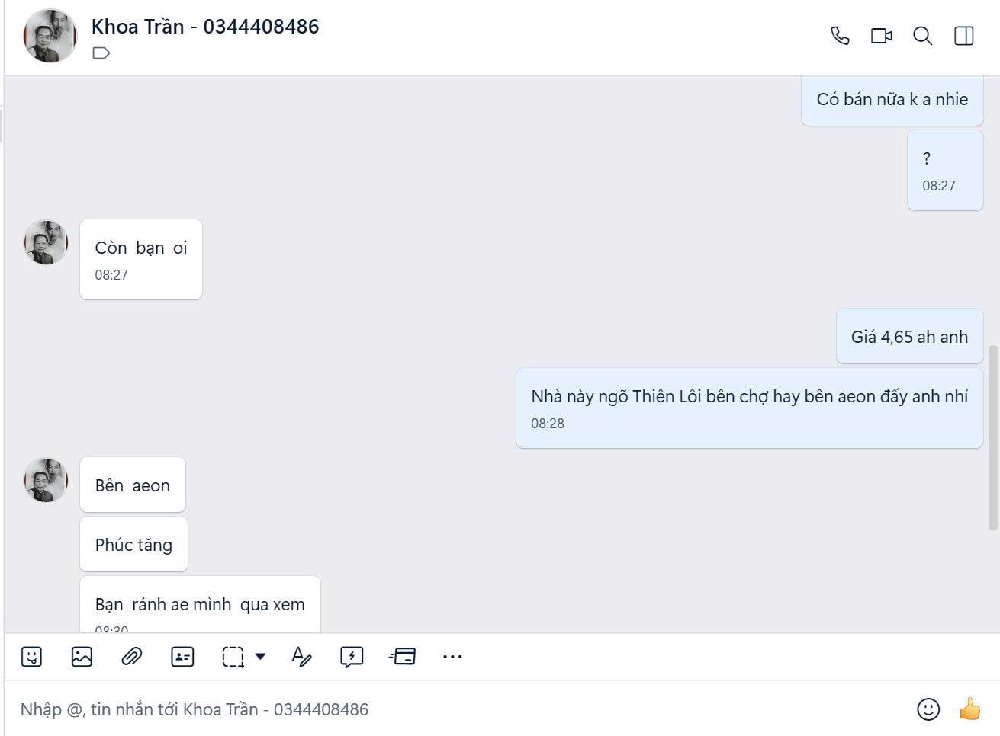 Khoa Trần - 0344408486
Có bán nữa k a nhie
?
08:27
Còn bạn oi
08:27
Giá 4,65 ah anh
Nhà này ngõ Thiên Lôi bên chợ hay bên aeon đấy anh nhỉ
08:28
Bên aeon
Phúc tăng
Bạn rảnh ae mình qua xem
08:30
Nhập @, tin nhắn tới Khoa Trần - 0344408486